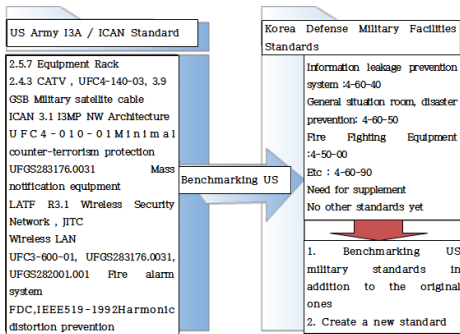 US Army I3A / ICAN Standard
2.5.7 Equipment Rack
2.4.3 CATV , UFC4-140-03, 3.9
GSB Military satellite cable
ICAN 3.1 I3MP NW Architecture
UFC4-010-01Minimal
counter-terrorism protection
UFGS283176.0031 Mass
notification equipment
LATF R3.1 Wireless Security
Network , JITC
Wireless LAN
UFC3-600-01, UFGS283176.0031,
UFGS282001.001 Fire alarm
system
FDC,IEEE519-1992Harmonic
distortion prevention
Benchmarking US
Korea Defense Military Facilities
Standards
Information leakage prevention
system :4-60-40
General situation room, disaster
prevention: 4-60-50
Fire Fighting Equipment
:4-50-00
Etc : 4-60-90
Need for supplement
No other standards yet
1. Benchmarking US
military standards in
addition to the original
ones
2. Create a new standard